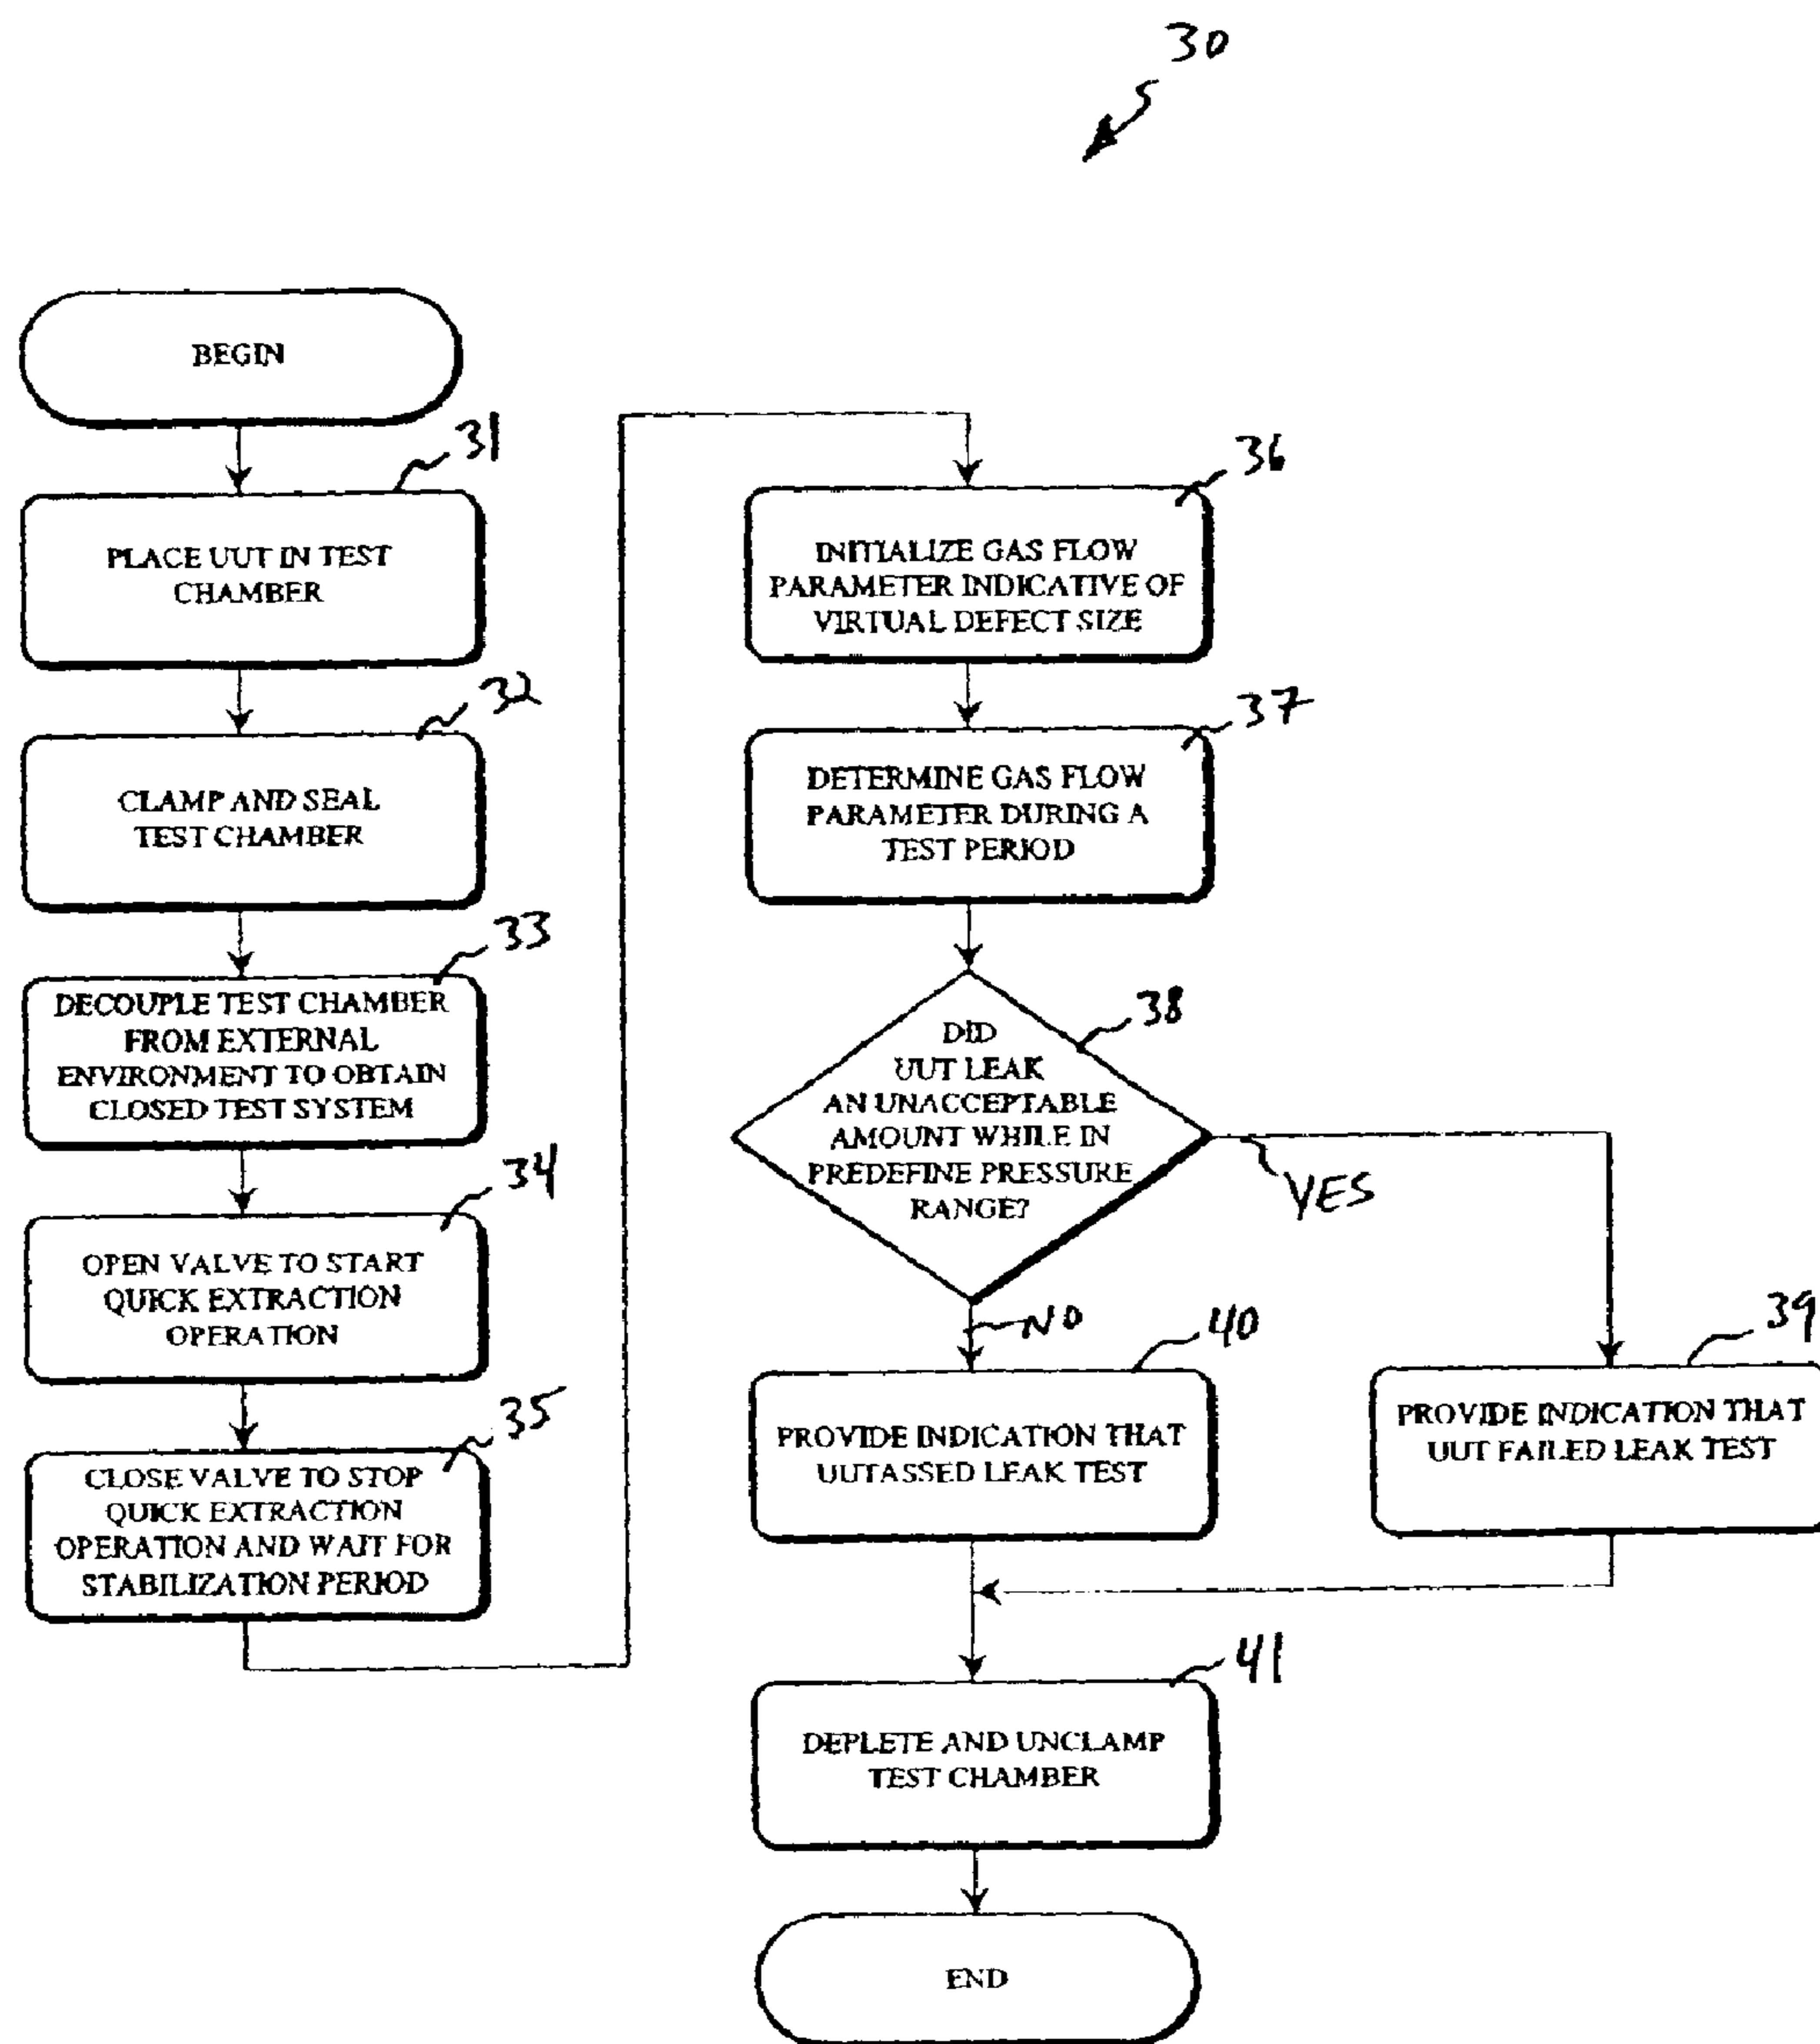 30
BEGIN
31
PLACE UUT IN TEST
CHAMBER
32
CLAMP AND SEAL
TEST CHAMBER
33
DECOUPLE TEST CHAMBER
FROM EXTERNAL
ENVIRONMENT TO OBTAIN
CLOSED TEST SYSTEM
34
OPEN VALVE TO START
QUICK EXTRACTION
OPERATION
35
CLOSE VALVE TO STOP
QUICK EXTRACTION
OPERATION AND WAIT FOR
STABILIZATION PERIOD
36
INITIALIZE GAS FLOW
PARAMETER INDICATIVE OF
VIRTUAL DEFECT SIZE
37
DETERMINE GAS FLOW
PARAMETER DURING A
TEST PERIOD
38
DID
UUT LEAK
AN UNACCEPTABLE
AMOUNT WHILE IN
PREDEFINE PRESSURE
RANGE?
YES
NO
40
PROVIDE INDICATION THAT
UUTASSED LEAK TEST
39
PROVIDE INDICATION THAT
UUT FAILED LEAK TEST
41
DEPLETE AND UNCLAMP
TEST CHAMBER
END